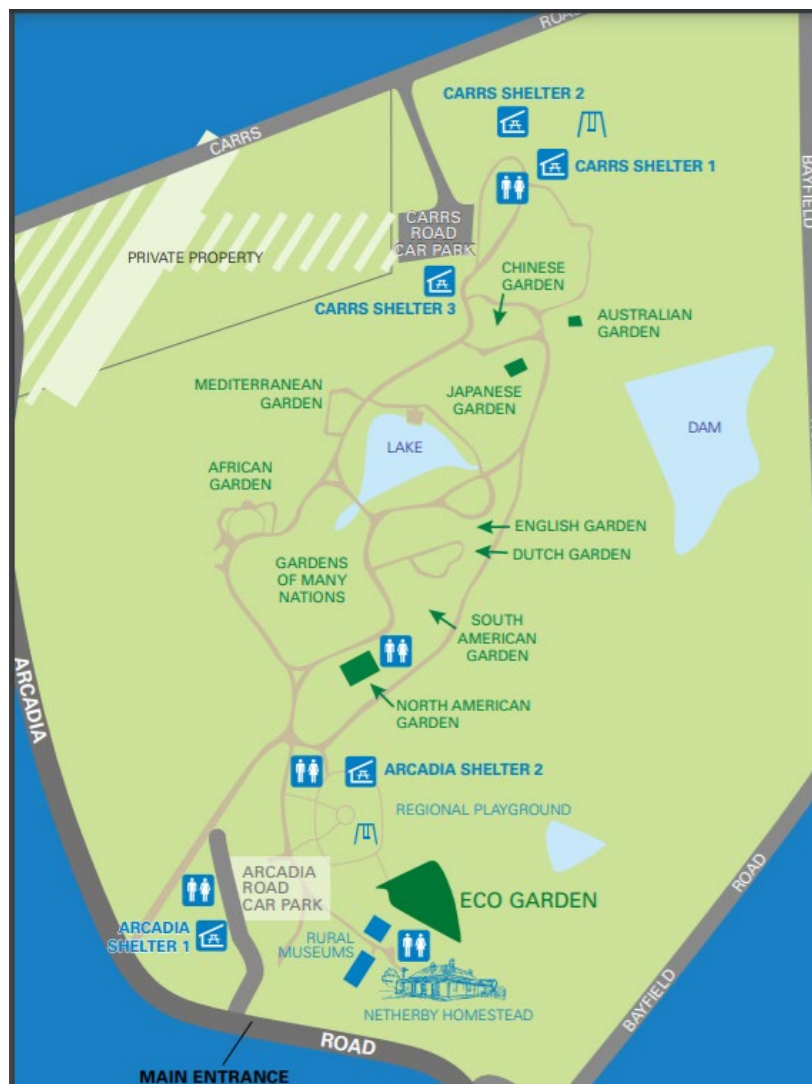 ROAD
CARRS
BAYFIELD
CARRS SHELTER 2
CARRS SHELTER 1
PRIVATE PROPERTY
CARRS
ROAD
CAR PARK
CARRS SHELTER 3
CHINESE
GARDEN
AUSTRALIAN
GARDEN
MEDITERRANEAN
GARDEN
JAPANESE
GARDEN
LAKE
DAM
AFRICAN
GARDEN
ENGLISH GARDEN
DUTCH GARDEN
GARDENS
OF MANY
NATIONS
SOUTH
AMERICAN
GARDEN
ARCADIA
NORTH AMERICAN
GARDEN
ARCADIA SHELTER 2
REGIONAL PLAYGROUND
ROAD
ARCADIA
ROAD
CAR PARK
ECO GARDEN
ARCADIA
SHELTER 1
RURAL
MUSEUMS
BAYFIELD
NETHERBY HOMESTEAD
ROAD
MAIN ENTRANCE